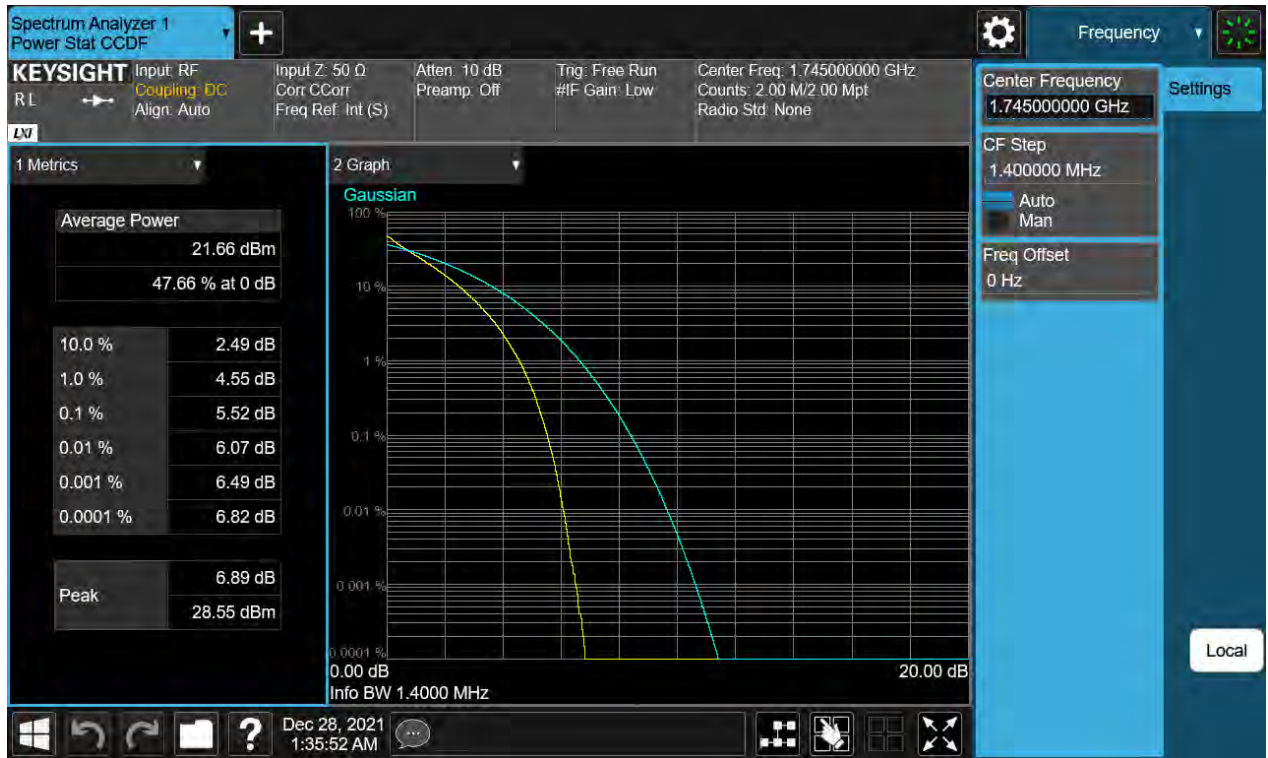 Spectrum Analyzer 1
Power Stat CCDF
+
Frequency
KEYSIGHT
RL
LXI
Input: RF
Coupling: DC
Align: Auto
Input Z: 50 Ω
Corr CCorr
Freq Ref: Int (S)
Atten: 10 dB
Preamp: Off
Trig: Free Run
#IF Gain: Low
Center Freq: 1.745000000 GHz
Counts: 2.00 M/2.00 Mpt
Radio Std: None
Center Frequency
1.745000000 GHz
Settings
CF Step
1.400000 MHz
Auto
Man
Freq Offset
0 Hz
1 Metrics
Average Power
21.66 dBm
47.66 % at 0 dB
10.0 % 2.49 dB
1.0 % 4.55 dB
0.1 % 5.52 dB
0.01 % 6.07 dB
0.001 % 6.49 dB
0.0001 % 6.82 dB
Peak 6.89 dB
28.55 dBm
2 Graph
Gaussian
100 %
10 %
1 %
0.1 %
0.01 %
0.001 %
0.0001 %
0.00 dB 20.00 dB
Info BW 1.4000 MHz
Local
?
Dec 28, 2021
1:35:52 AM